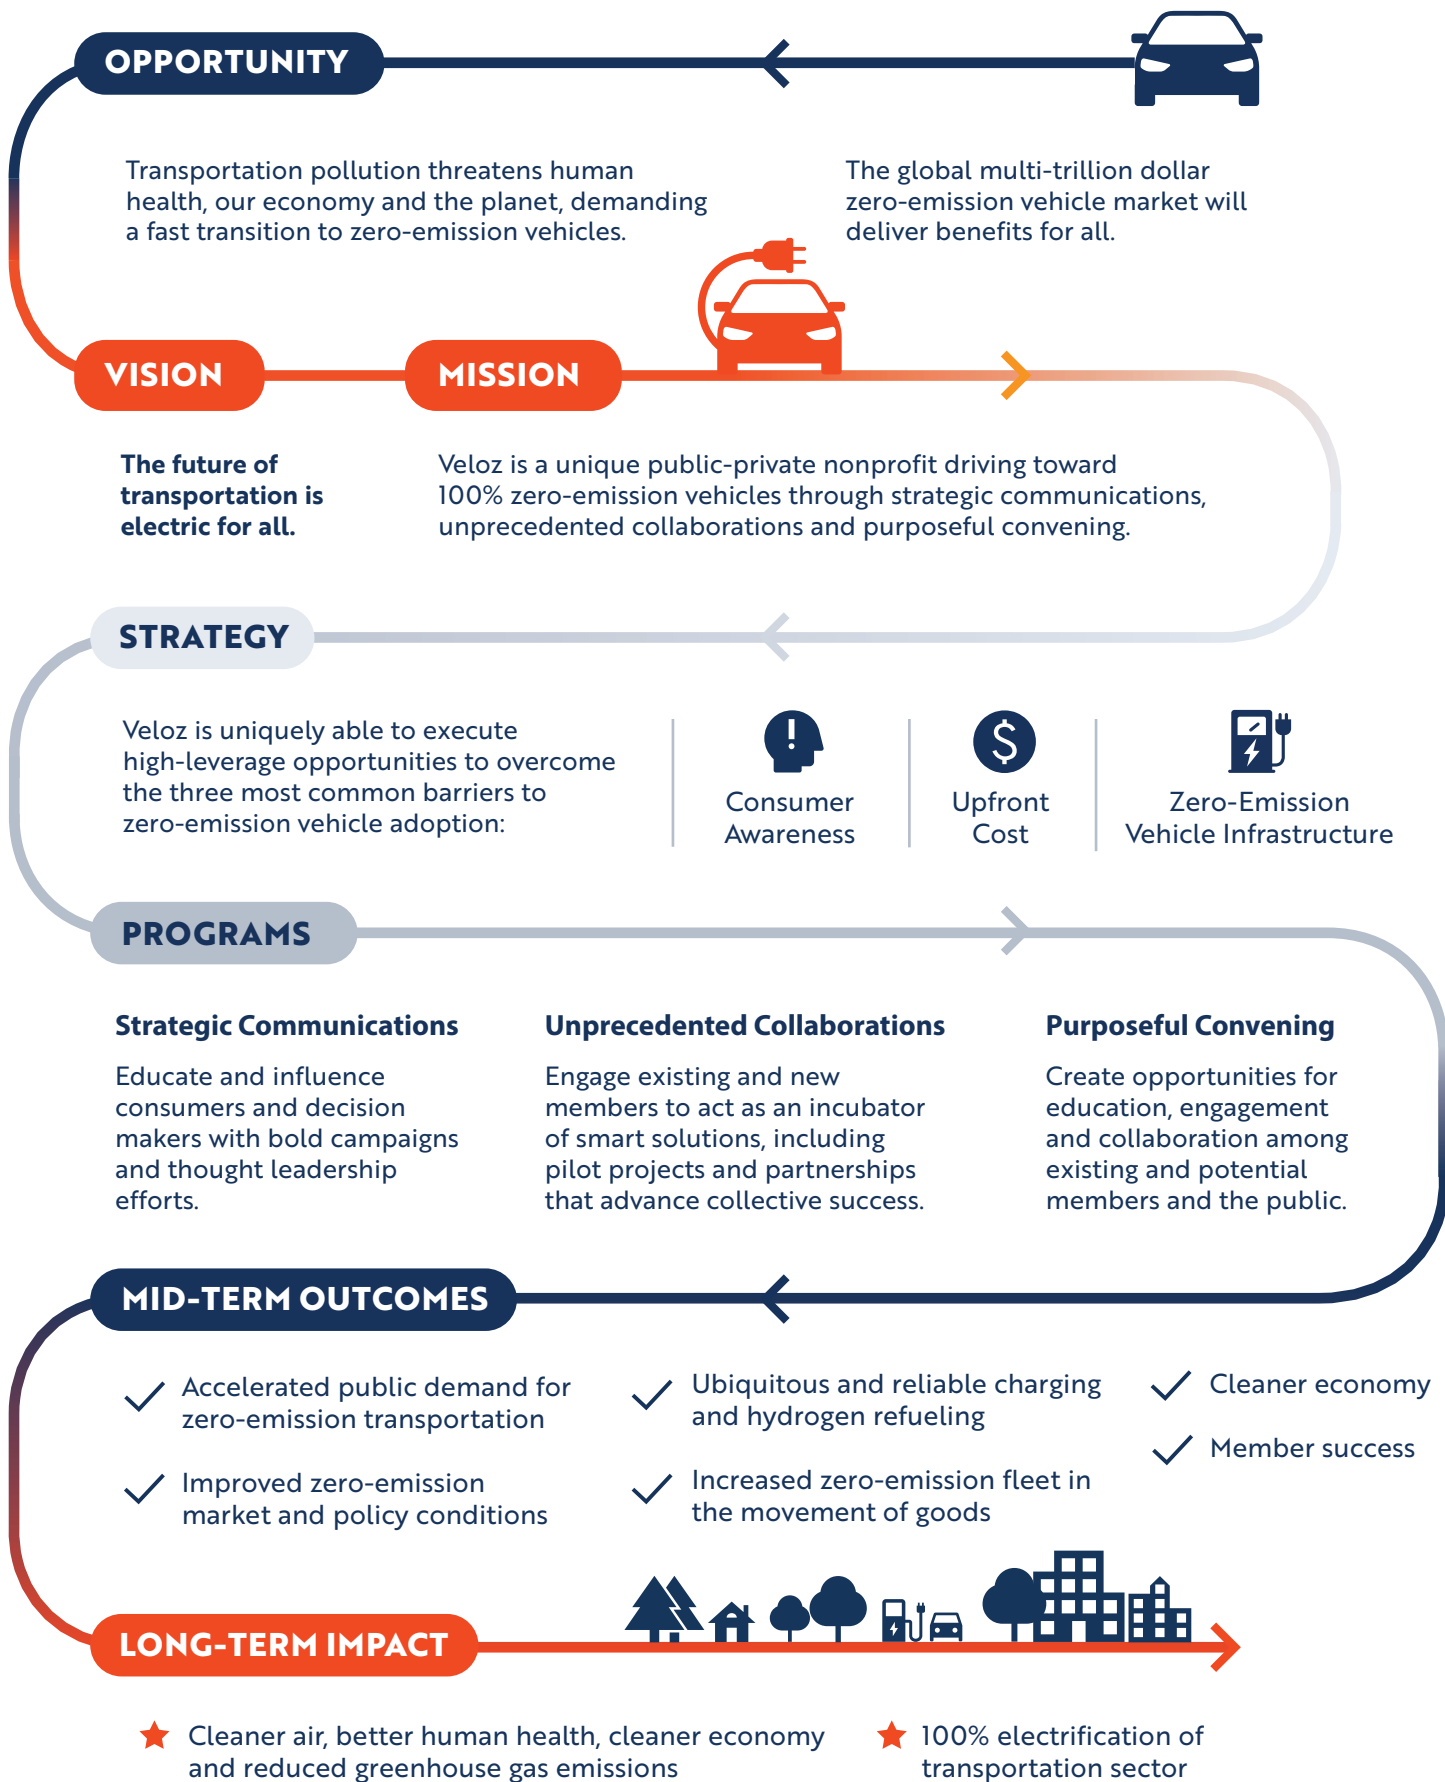 OPPORTUNITY
Transportation pollution threatens human
health, our economy and the planet, demanding
a fast transition to zero-emission vehicles.
The global multi-trillion dollar
zero-emission vehicle market will
deliver benefits for all.
VISION
MISSION
The future of
transportation is
electric for all.
Veloz is a unique public-private nonprofit driving toward
100% zero-emission vehicles through strategic communications,
unprecedented collaborations and purposeful convening.
STRATEGY
Veloz is uniquely able to execute
high-leverage opportunities to overcome
the three most common barriers to
zero-emission vehicle adoption:
!
Consumer
Awareness
$
Upfront
Cost
Zero-Emission
Vehicle Infrastructure
PROGRAMS
Strategic Communications
Educate and influence
consumers and decision
makers with bold campaigns
and thought leadership
efforts.
Unprecedented Collaborations
Engage existing and new
members to act as an incubator
of smart solutions, including
pilot projects and partnerships
that advance collective success.
Purposeful Convening
Create opportunities for
education, engagement
and collaboration among
existing and potential
members and the public.
MID-TERM OUTCOMES
Accelerated public demand for
zero-emission transportation
Improved zero-emission
market and policy conditions
Ubiquitous and reliable charging
and hydrogen refueling
Increased zero-emission fleet in
the movement of goods
Cleaner economy
Member success
LONG-TERM IMPACT
Cleaner air, better human health, cleaner economy
and reduced greenhouse gas emissions
100% electrification of
transportation sector